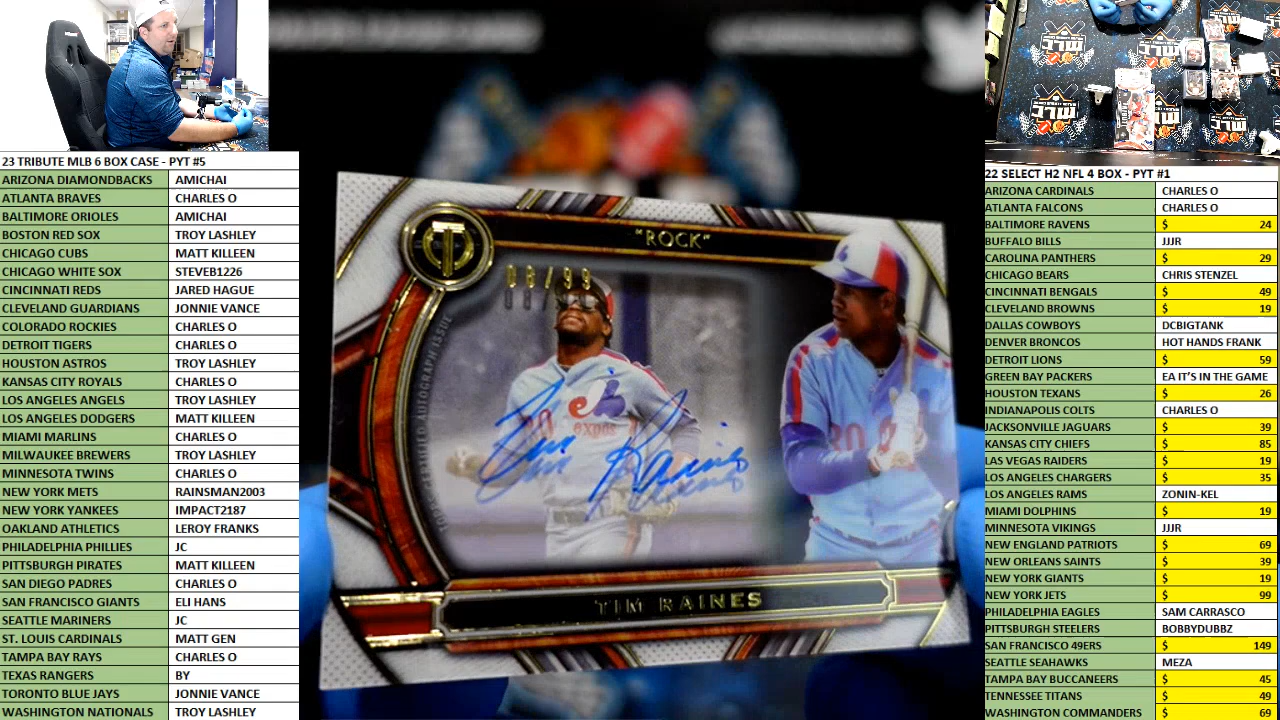 23 TRIBUTE MLB 6 BOX CASE - PYT #5
ARIZONA DIAMONDBACKS AMICHAI
ATLANTA BRAVES CHARLES O
BALTIMORE ORIOLES AMICHAI
BOSTON RED SOX TROY LASHLEY
CHICAGO CUBS MATT KILLEEN
CHICAGO WHITE SOX STEVEB1226
CINCINNATI REDS JARED HAGUE
CLEVELAND GUARDIANS JONNIE VANCE
COLORADO ROCKIES CHARLES O
DETROIT TIGERS CHARLES O
HOUSTON ASTROS TROY LASHLEY
KANSAS CITY ROYALS CHARLES O
LOS ANGELES ANGELS TROY LASHLEY
LOS ANGELES DODGERS MATT KILLEEN
MIAMI MARLINS CHARLES O
MILWAUKEE BREWERS TROY LASHLEY
MINNESOTA TWINS CHARLES O
NEW YORK METS RAINSMAN2003
NEW YORK YANKEES IMPACT2187
OAKLAND ATHLETICS LEROY FRANKS
PHILADELPHIA PHILLIES JC
PITTSBURGH PIRATES MATT KILLEEN
SAN DIEGO PADRES CHARLES O
SAN FRANCISCO GIANTS ELI HANS
SEATTLE MARINERS JC
ST. LOUIS CARDINALS MATT GEN
TAMPA BAY RAYS CHARLES O
TEXAS RANGERS BY
TORONTO BLUE JAYS JONNIE VANCE
WASHINGTON NATIONALS TROY LASHLEY
"ROCK"
08/99
TOPPS CERTIFIED AUTOGRAPH ISSUE
expos
30
Tim Raines
TIM RAINES
22 SELECT H2 NFL 4 BOX - PYT #1
ARIZONA CARDINALS CHARLES O
ATLANTA FALCONS CHARLES O
BALTIMORE RAVENS $ 24
BUFFALO BILLS JJJR
CAROLINA PANTHERS $ 29
CHICAGO BEARS CHRIS STENZEL
CINCINNATI BENGALS $ 49
CLEVELAND BROWNS $ 19
DALLAS COWBOYS DCBIGTANK
DENVER BRONCOS HOT HANDS FRANK
DETROIT LIONS $ 59
GREEN BAY PACKERS EA IT'S IN THE GAME
HOUSTON TEXANS $ 26
INDIANAPOLIS COLTS CHARLES O
JACKSONVILLE JAGUARS $ 39
KANSAS CITY CHIEFS $ 85
LAS VEGAS RAIDERS $ 19
LOS ANGELES CHARGERS $ 35
LOS ANGELES RAMS ZONIN-KEL
MIAMI DOLPHINS $ 19
MINNESOTA VIKINGS JJJR
NEW ENGLAND PATRIOTS $ 69
NEW ORLEANS SAINTS $ 39
NEW YORK GIANTS $ 19
NEW YORK JETS $ 99
PHILADELPHIA EAGLES SAM CARRASCO
PITTSBURGH STEELERS BOBBYDUBBZ
SAN FRANCISCO 49ERS $ 149
SEATTLE SEAHAWKS MEZA
TAMPA BAY BUCCANEERS $ 45
TENNESSEE TITANS $ 49
WASHINGTON COMMANDERS $ 69